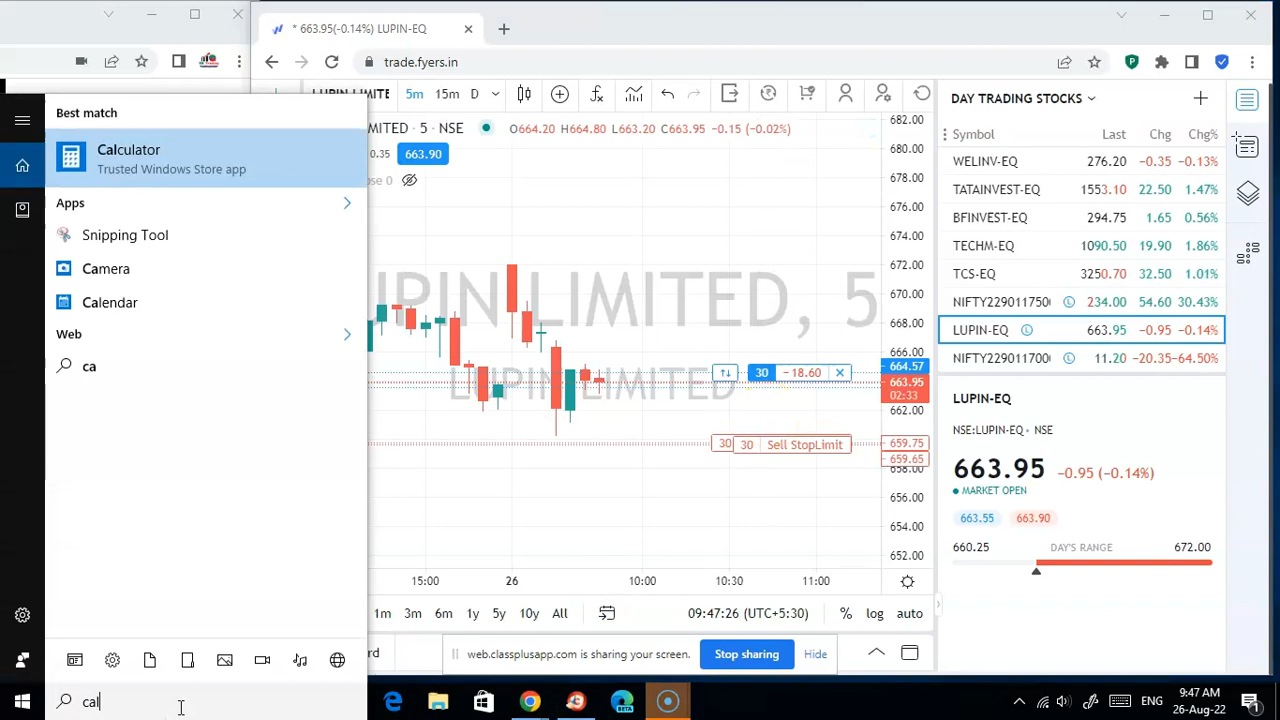 * 663.95(-0.14%) LUPIN-EQ
trade.fyers.in
Best match
Calculator
Trusted Windows Store app
Apps
Snipping Tool
Camera
Calendar
Web
ca
cal
5m 15m D
IMITED · 5 · NSE O664.20 H664.80 L663.20 C663.95 −0.15 (−0.02%)
0.35 663.90
0
LUPIN LIMITED, 5
LUPIN LIMITED
30 −18.60
30 30 Sell StopLimit
682.00
680.00
678.00
676.00
674.00
672.00
670.00
668.00
666.00
664.57
663.95
02:33
662.00
659.75
659.65
658.00
656.00
654.00
652.00
15:00 26 10:00 10:30 11:00
1m 3m 6m 1y 5y 10y All 09:47:26 (UTC+5:30) % log auto
rd
web.classplusapp.com is sharing your screen. Stop sharing Hide
DAY TRADING STOCKS
Symbol Last Chg Chg%
WELINV-EQ 276.20 −0.35 −0.13%
TATAINVEST-EQ 1553.10 22.50 1.47%
BFINVEST-EQ 294.75 1.65 0.56%
TECHM-EQ 1090.50 19.90 1.86%
TCS-EQ 3250.70 32.50 1.01%
NIFTY229011750 L 234.00 54.60 30.43%
LUPIN-EQ L 663.95 −0.95 −0.14%
NIFTY229011700 L 11.20 −20.35 −64.50%
LUPIN-EQ
NSE:LUPIN-EQ • NSE
663.95 −0.95 (−0.14%)
MARKET OPEN
663.55 663.90
660.25 DAY'S RANGE 672.00
ENG
9:47 AM
26-Aug-22